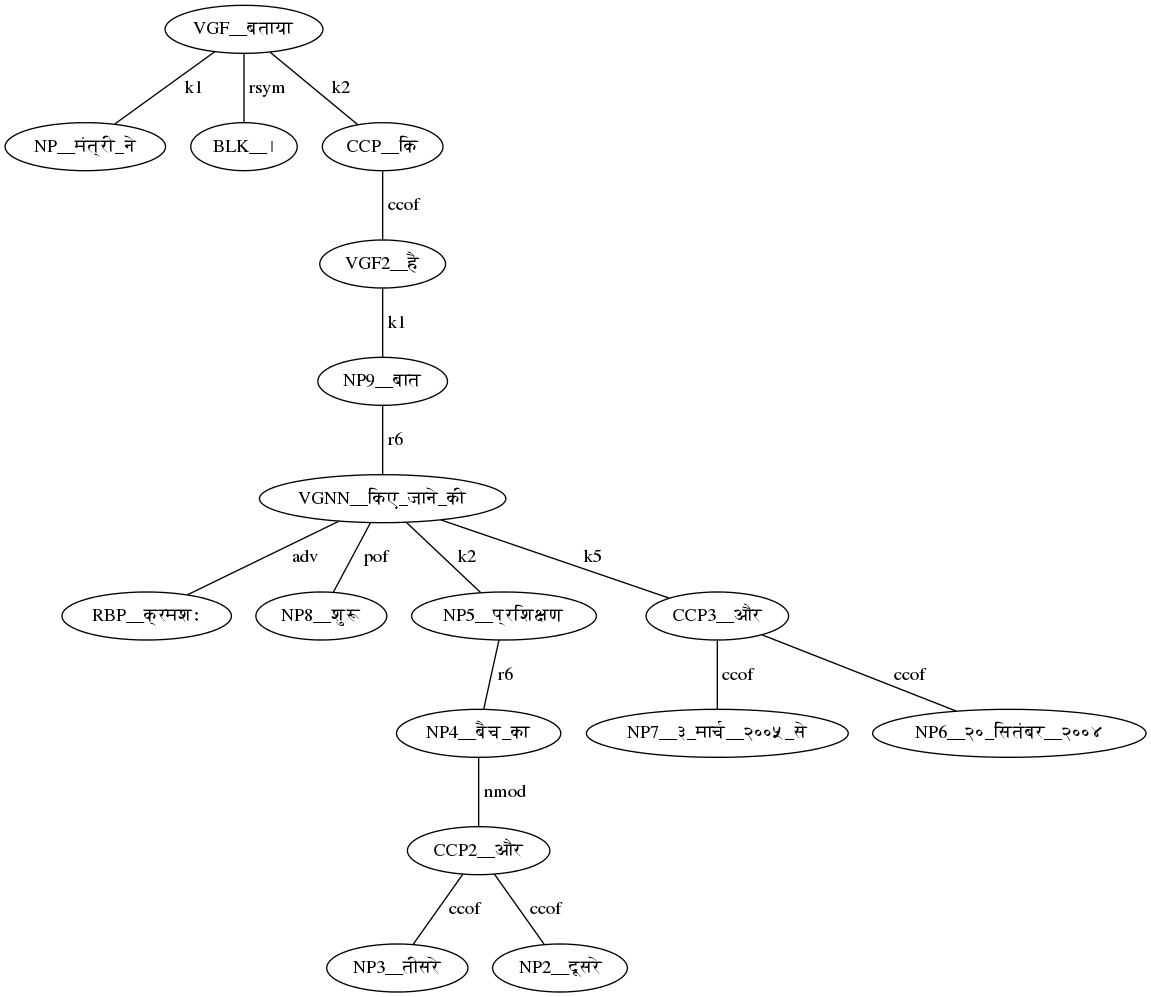 VGF__बताया
k1 rsym k2
NP__मंत्री_ने BLK__। CCP__कि
ccof
VGF2__है
k1
NP9__बात
r6
VGNN__किए_जाने_की
adv pof k2 k5
RBP__क्रमश: NP8__शुरू NP5__प्रशिक्षण CCP3__और
r6 ccof ccof
NP4__बैच_का NP7__३_मार्च__२००५_से NP6__२०_सितंबर__२००४
nmod
CCP2__और
ccof ccof
NP3__तीसरे NP2__दूसरे